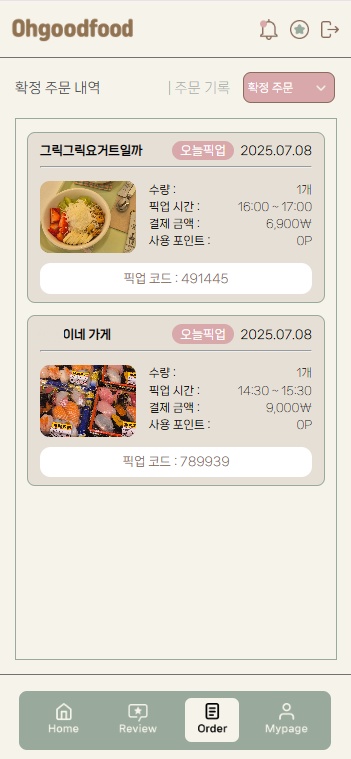 Ohgoodfood
확정 주문 내역 | 주문 기록 확정 주문
그릭그릭요거트일까 오늘픽업 2025.07.08
수량 : 1개
픽업 시간 : 16:00 ~ 17:00
결제 금액 : 6,900₩
사용 포인트 : 0P
픽업 코드 : 491445
이네 가게 오늘픽업 2025.07.08
수량 : 1개
픽업 시간 : 14:30 ~ 15:30
결제 금액 : 9,000₩
사용 포인트 : 0P
픽업 코드 : 789939
Home Review Order Mypage